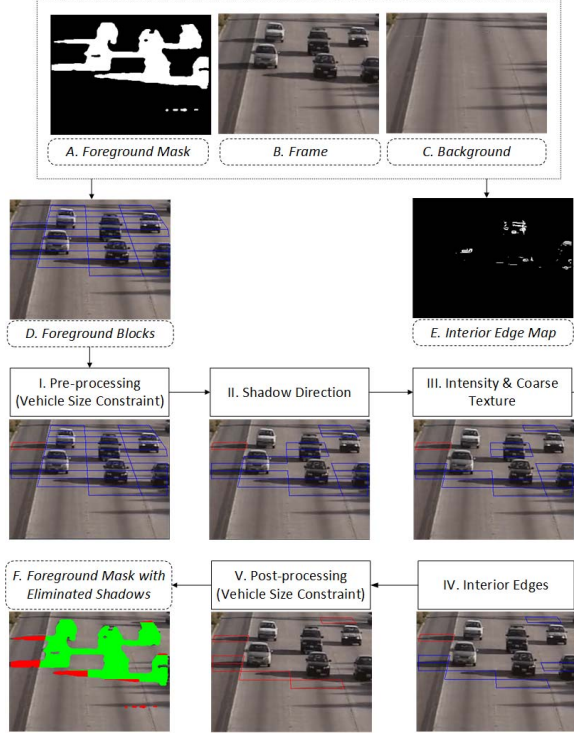 A. Foreground Mask
B. Frame
C. Background
D. Foreground Blocks
E. Interior Edge Map
I. Pre-processing
(Vehicle Size Constraint)
II. Shadow Direction
III. Intensity & Coarse
Texture
F. Foreground Mask with
Eliminated Shadows
V. Post-processing
(Vehicle Size Constraint)
IV. Interior Edges